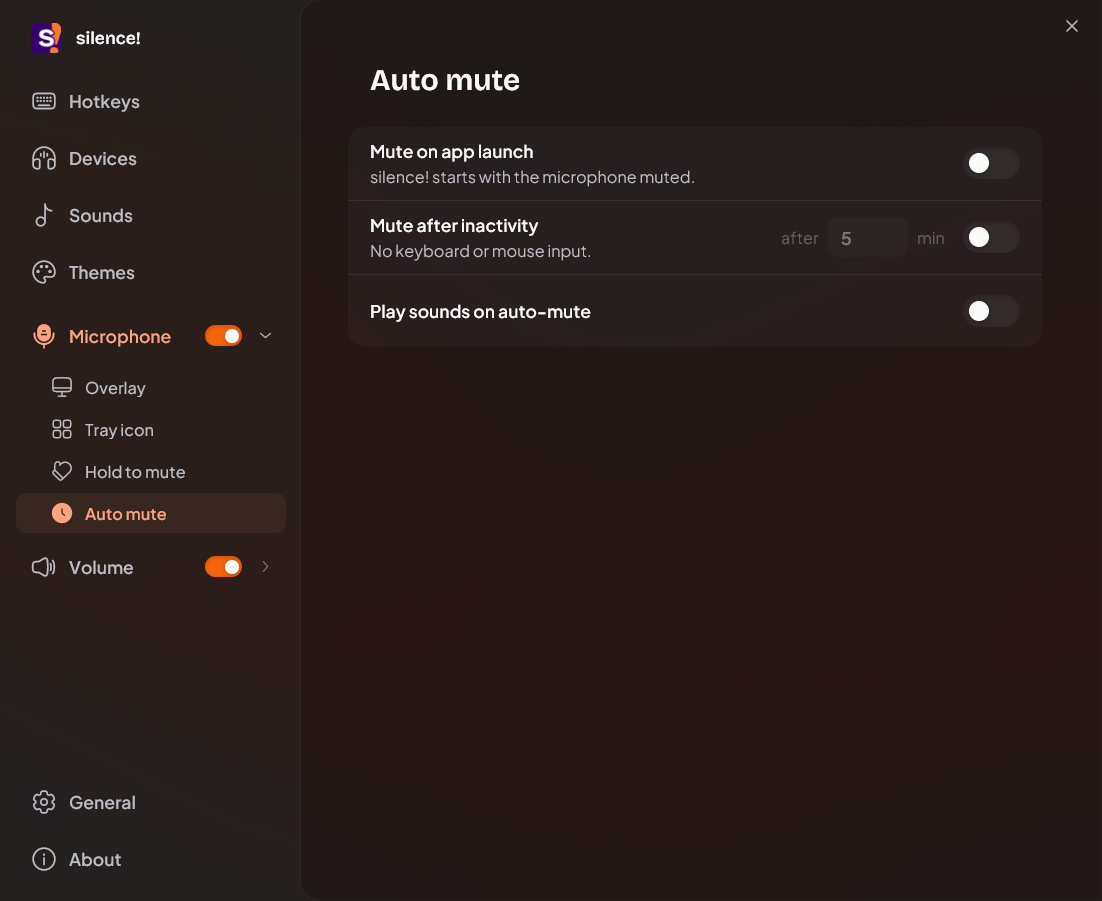 S!
silence!
Hotkeys
Devices
Sounds
Themes
Microphone
Overlay
Tray icon
Hold to mute
Auto mute
Volume
General
About
Auto mute
Mute on app launch
silence! starts with the microphone muted.
Mute after inactivity
No keyboard or mouse input.
after 5 min
Play sounds on auto-mute